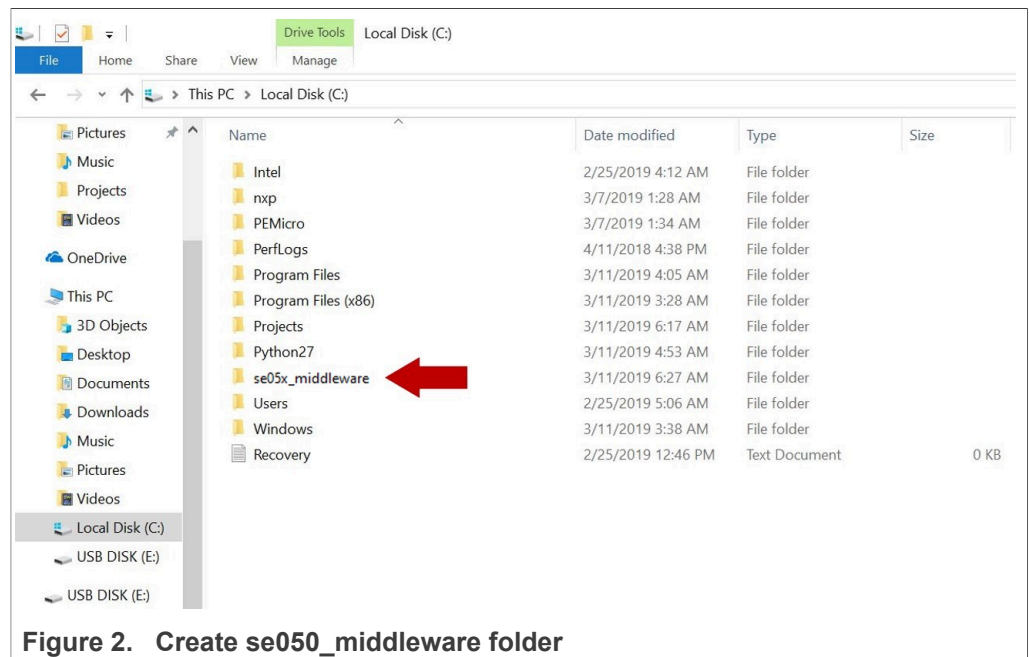 Drive Tools Local Disk (C:)
File Home Share View Manage
This PC > Local Disk (C:)
Pictures
Music
Projects
Videos
OneDrive
This PC
3D Objects
Desktop
Documents
Downloads
Music
Pictures
Videos
Local Disk (C:)
USB DISK (E:)
USB DISK (E:)
Name Date modified Type Size
Intel 2/25/2019 4:12 AM File folder
nxp 3/7/2019 1:28 AM File folder
PEMicro 3/7/2019 1:34 AM File folder
PerfLogs 4/11/2018 4:38 PM File folder
Program Files 3/11/2019 4:05 AM File folder
Program Files (x86) 3/11/2019 3:28 AM File folder
Projects 3/11/2019 6:17 AM File folder
Python27 3/11/2019 4:53 AM File folder
se05x_middleware 3/11/2019 6:27 AM File folder
Users 2/25/2019 5:06 AM File folder
Windows 3/11/2019 3:38 AM File folder
Recovery 2/25/2019 12:46 PM Text Document 0 KB
Figure 2. Create se050_middleware folder